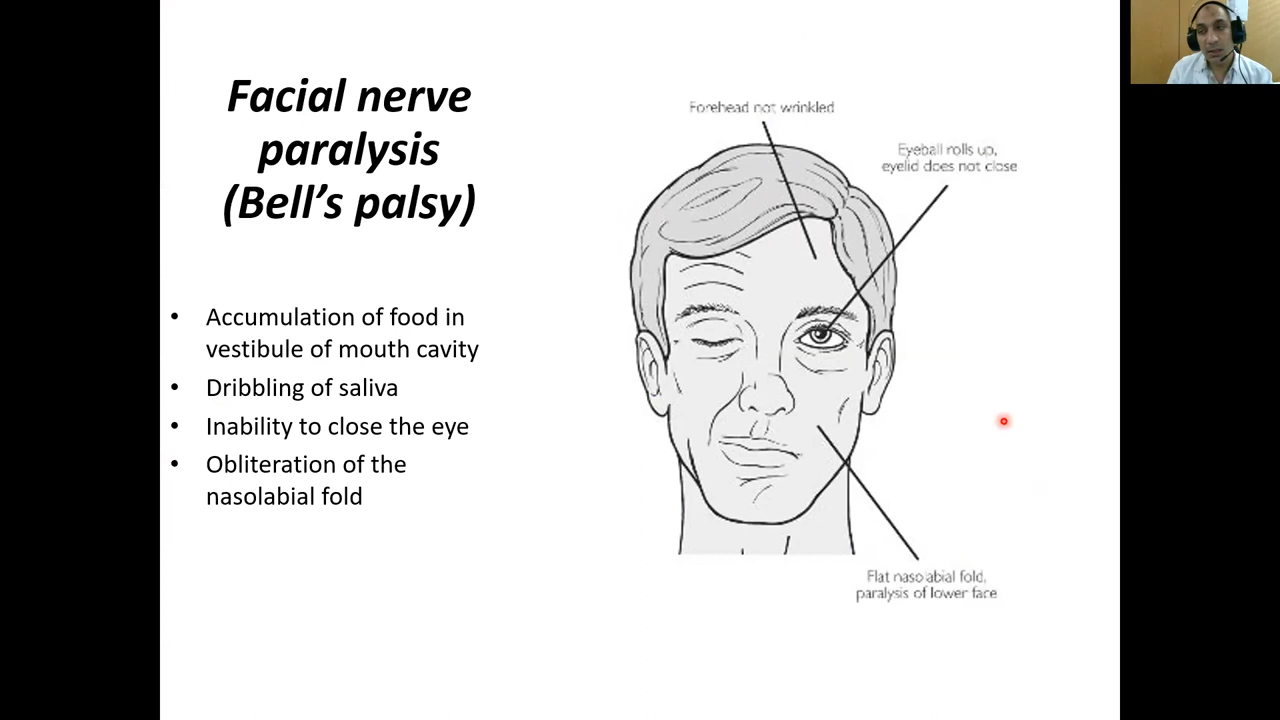 Facial nerve
paralysis
(Bell’s palsy)
• Accumulation of food in
vestibule of mouth cavity
• Dribbling of saliva
• Inability to close the eye
• Obliteration of the
nasolabial fold
Forehead not wrinkled
Eyeball rolls up,
eyelid does not close
Flat nasolabial fold,
paralysis of lower face